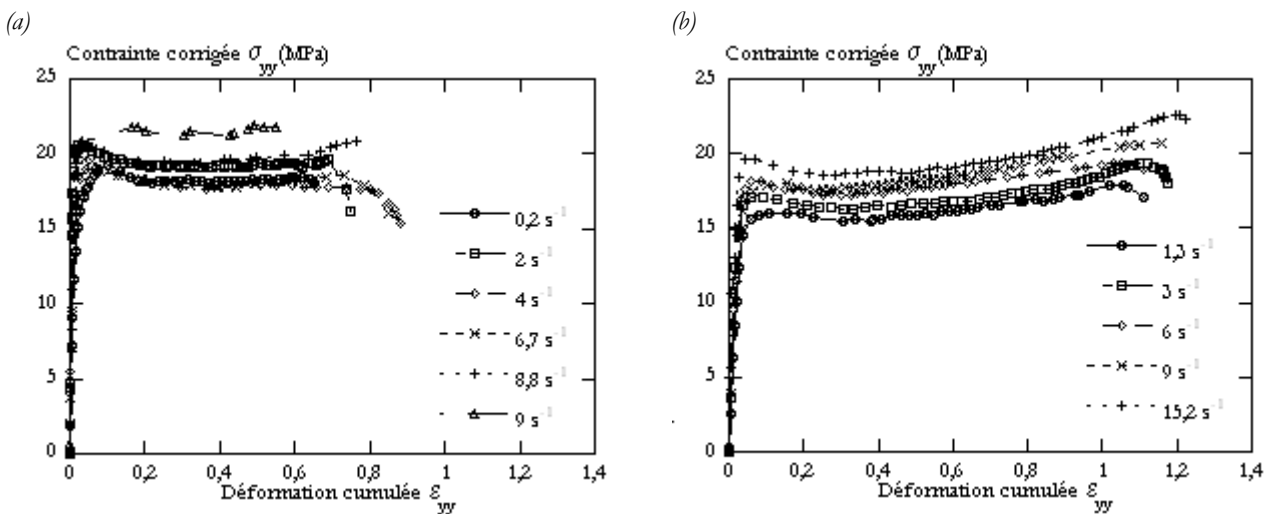 (a)
Contrainte corrigée σyy (MPa)
25
20
15
10
5
0
0,2 s⁻¹
2 s⁻¹
4 s⁻¹
6,7 s⁻¹
8,8 s⁻¹
9 s⁻¹
0 0,2 0,4 0,6 0,8 1 1,2 1,4
Déformation cumulée εyy
(b)
Contrainte corrigée σyy (MPa)
25
20
15
10
5
0
1,3 s⁻¹
3 s⁻¹
6 s⁻¹
9 s⁻¹
15,2 s⁻¹
0 0,2 0,4 0,6 0,8 1 1,2 1,4
Déformation cumulée εyy